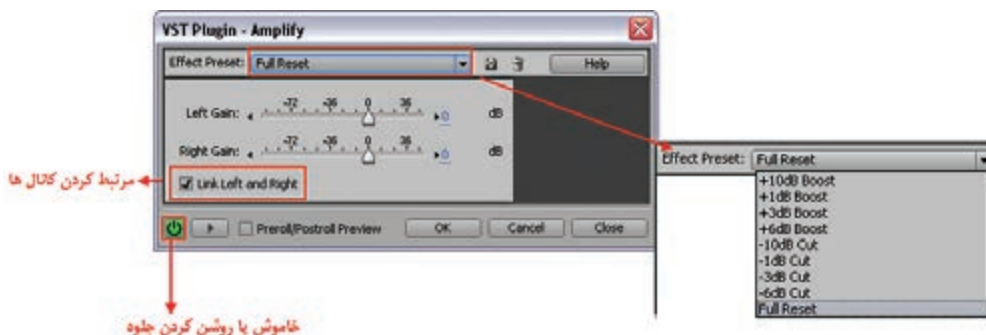 VST Plugin - Amplify
Effect Preset: Full Reset Help
Left Gain: -72 -36 0 36 0 dB
Right Gain: -72 -36 0 36 0 dB
Link Left and Right
مرتبط کردن کانال ها
Preroll/Postroll Preview OK Cancel Close
خاموش یا روشن کردن جلوه
Effect Preset: Full Reset
+10dB Boost
+1dB Boost
+3dB Boost
+6dB Boost
-10dB Cut
-1dB Cut
-3dB Cut
-6dB Cut
Full Reset